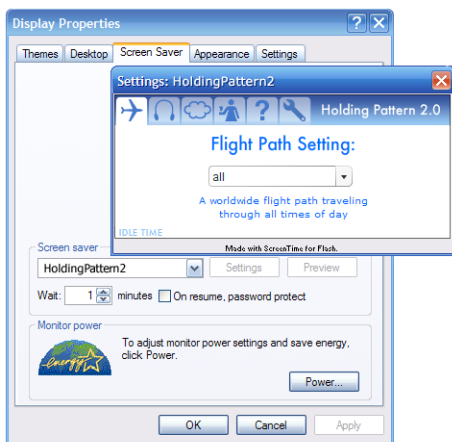 Display Properties
Themes Desktop Screen Saver Appearance Settings
Settings: HoldingPattern2
? Holding Pattern 2.0
Flight Path Setting:
all
A worldwide flight path traveling
through all times of day
IDLE TIME
Made with ScreenTime for Flash.
Screen saver
HoldingPattern2 Settings Preview
Wait: 1 minutes On resume, password protect
Monitor power
To adjust monitor power settings and save energy,
click Power.
energy
Power...
OK Cancel Apply